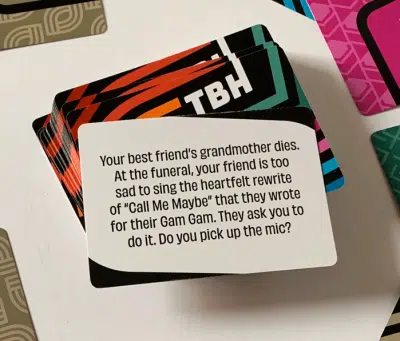 TBH
Your best friend's grandmother dies.
At the funeral, your friend is too
sad to sing the heartfelt rewrite
of "Call Me Maybe" that they wrote
for their Gam Gam. They ask you to
do it. Do you pick up the mic?